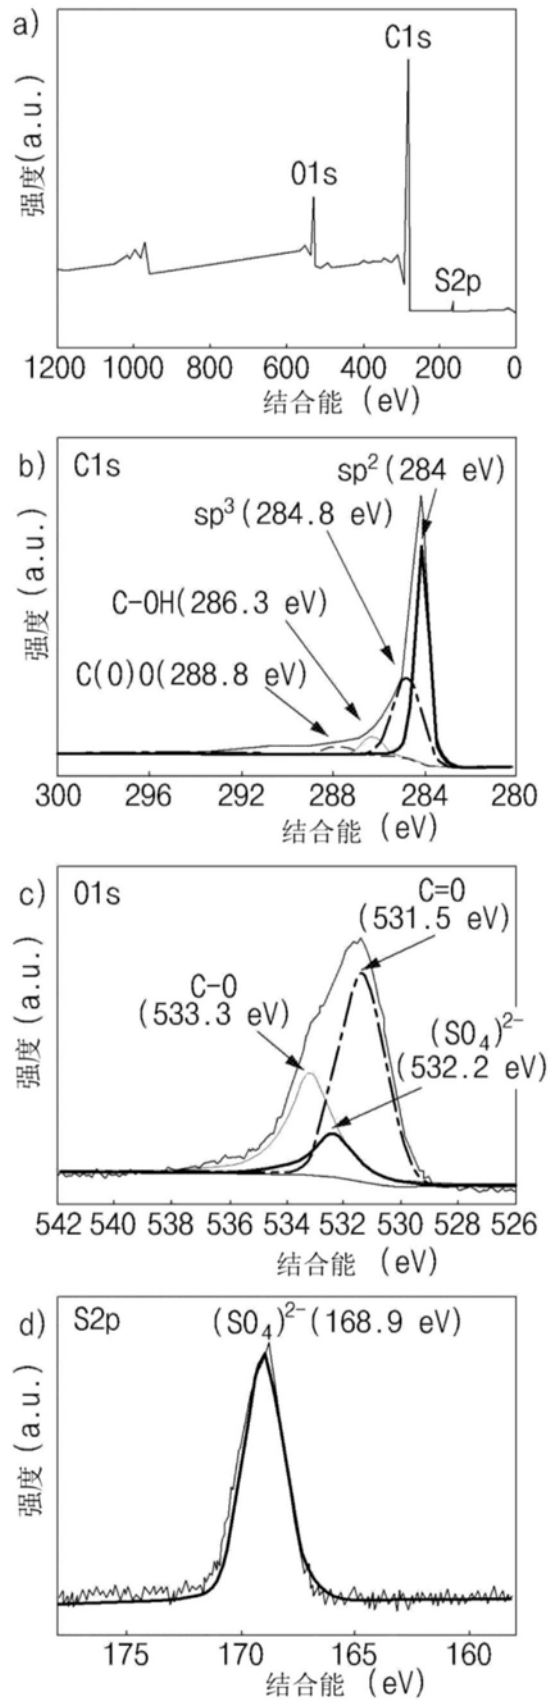 a)
C1s
O1s
S2p
强度(a.u.)
1200 1000 800 600 400 200 0
结合能 (eV)
b) C1s
sp²(284 eV)
sp³(284.8 eV)
C-OH(286.3 eV)
C(O)O(288.8 eV)
强度(a.u.)
300 296 292 288 284 280
结合能 (eV)
c) O1s
C=O
(531.5 eV)
C-O
(533.3 eV)
(SO₄)²⁻
(532.2 eV)
强度(a.u.)
542 540 538 536 534 532 530 528 526
结合能 (eV)
d) S2p
(SO₄)²⁻(168.9 eV)
强度(a.u.)
175 170 165 160
结合能 (eV)